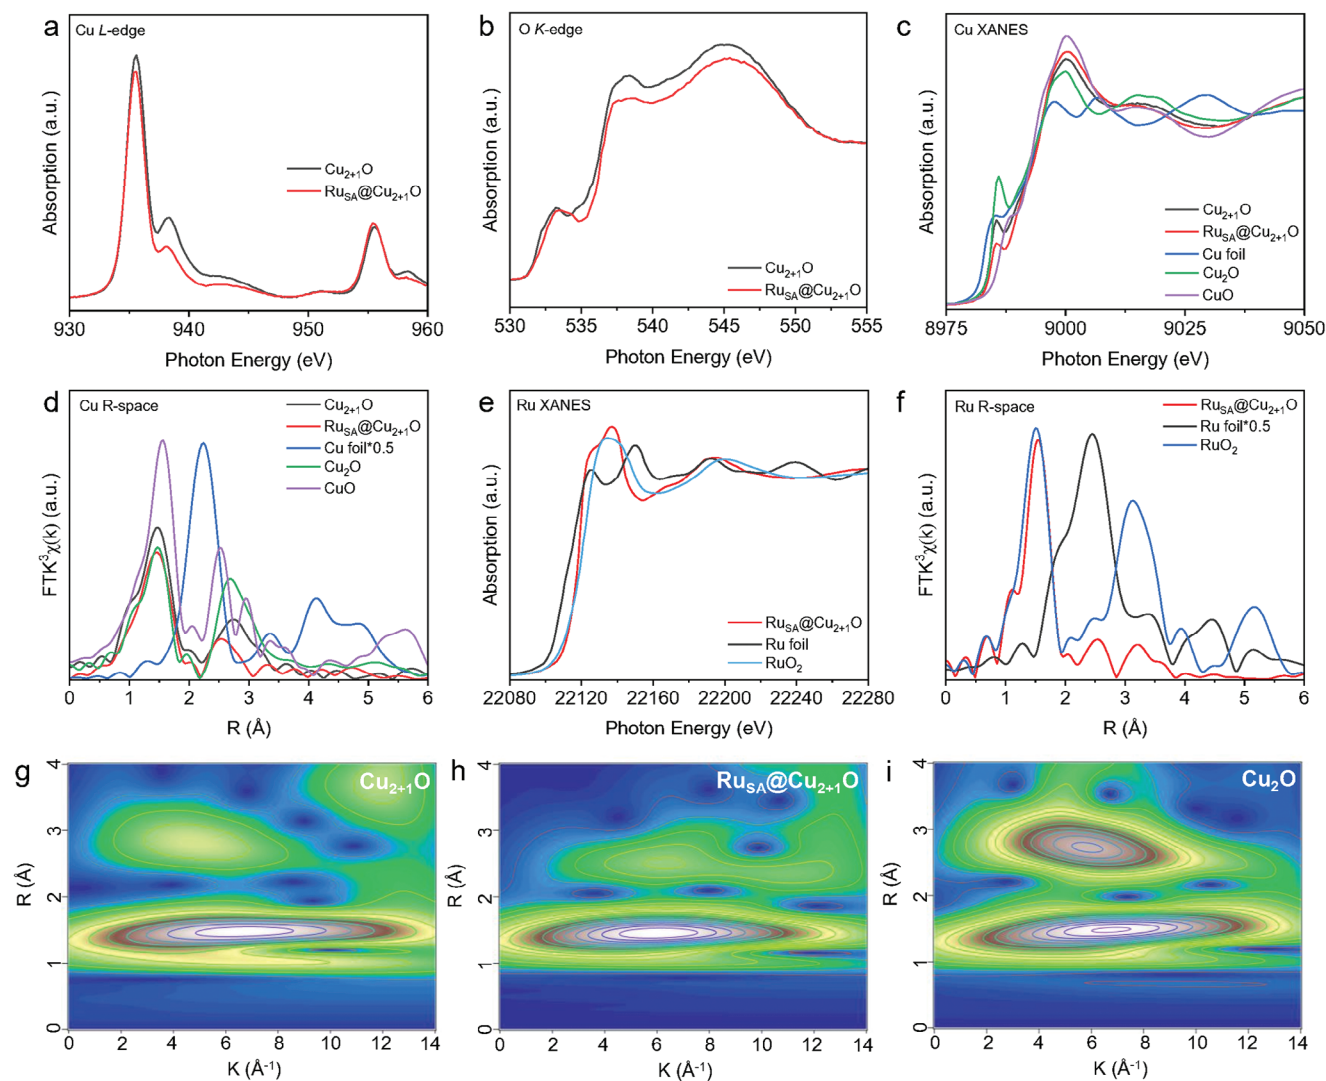 a
Cu L-edge
Cu₂₊₁O
Ru_SA@Cu₂₊₁O
Absorption (a.u.)
930 940 950 960
Photon Energy (eV)
b
O K-edge
Cu₂₊₁O
Ru_SA@Cu₂₊₁O
Absorption (a.u.)
530 535 540 545 550 555
Photon Energy (eV)
c
Cu XANES
Cu₂₊₁O
Ru_SA@Cu₂₊₁O
Cu foil
Cu₂O
CuO
Absorption (a.u.)
8975 9000 9025 9050
Photon Energy (eV)
d
Cu R-space
Cu₂₊₁O
Ru_SA@Cu₂₊₁O
Cu foil*0.5
Cu₂O
CuO
FTK³χ(k) (a.u.)
0 1 2 3 4 5 6
R (Å)
e
Ru XANES
Ru_SA@Cu₂₊₁O
Ru foil
RuO₂
Absorption (a.u.)
22080 22120 22160 22200 22240 22280
Photon Energy (eV)
f
Ru R-space
Ru_SA@Cu₂₊₁O
Ru foil*0.5
RuO₂
FTK³χ(k) (a.u.)
0 1 2 3 4 5 6
R (Å)
g
Cu₂₊₁O
4
3
2
1
0
R (Å)
0 2 4 6 8 10 12 14
K (Å⁻¹)
h
Ru_SA@Cu₂₊₁O
4
3
2
1
0
R (Å)
0 2 4 6 8 10 12 14
K (Å⁻¹)
i
Cu₂O
4
3
2
1
0
R (Å)
0 2 4 6 8 10 12 14
K (Å⁻¹)